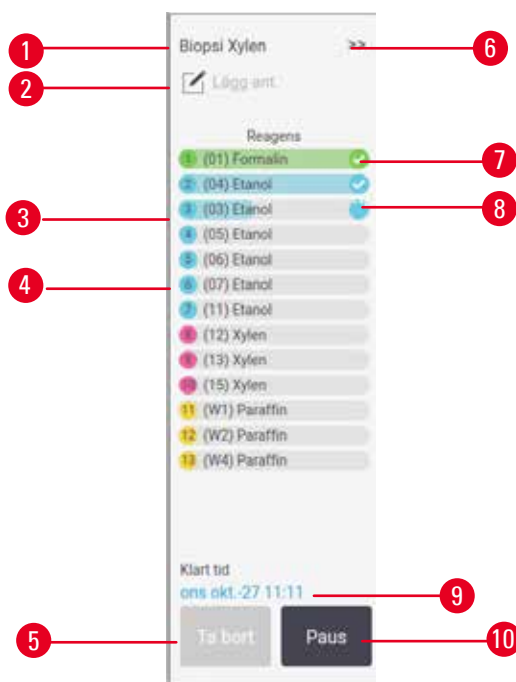 1 Biopsi Xylen >> 6
2 Lägg ant.
Reagens
1 (01) Formalin 7
2 (04) Etanol
3 3 (03) Etanol 8
4 (05) Etanol
5 (06) Etanol
4 6 (07) Etanol
7 (11) Etanol
8 (12) Xylen
9 (13) Xylen
10 (15) Xylen
11 (W1) Paraffin
12 (W2) Paraffin
13 (W4) Paraffin
Klart tid
ons okt.-27 11:11 9
5 Ta bort Paus 10